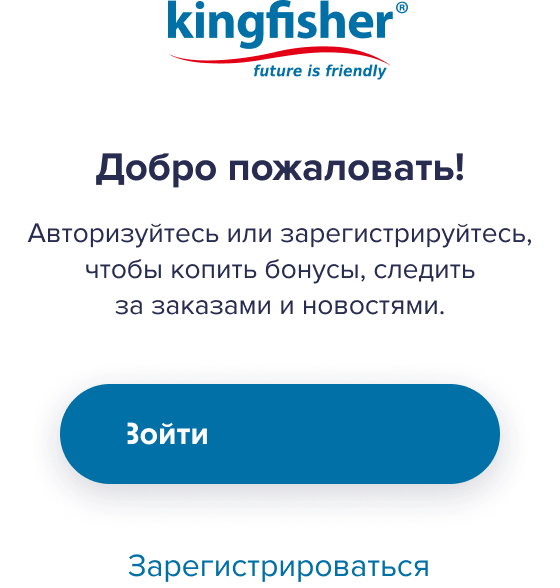 kingfisher®
future is friendly
Добро пожаловать!
Авторизуйтесь или зарегистрируйтесь,
чтобы копить бонусы, следить
за заказами и новостями.
Войти
Зарегистрироваться